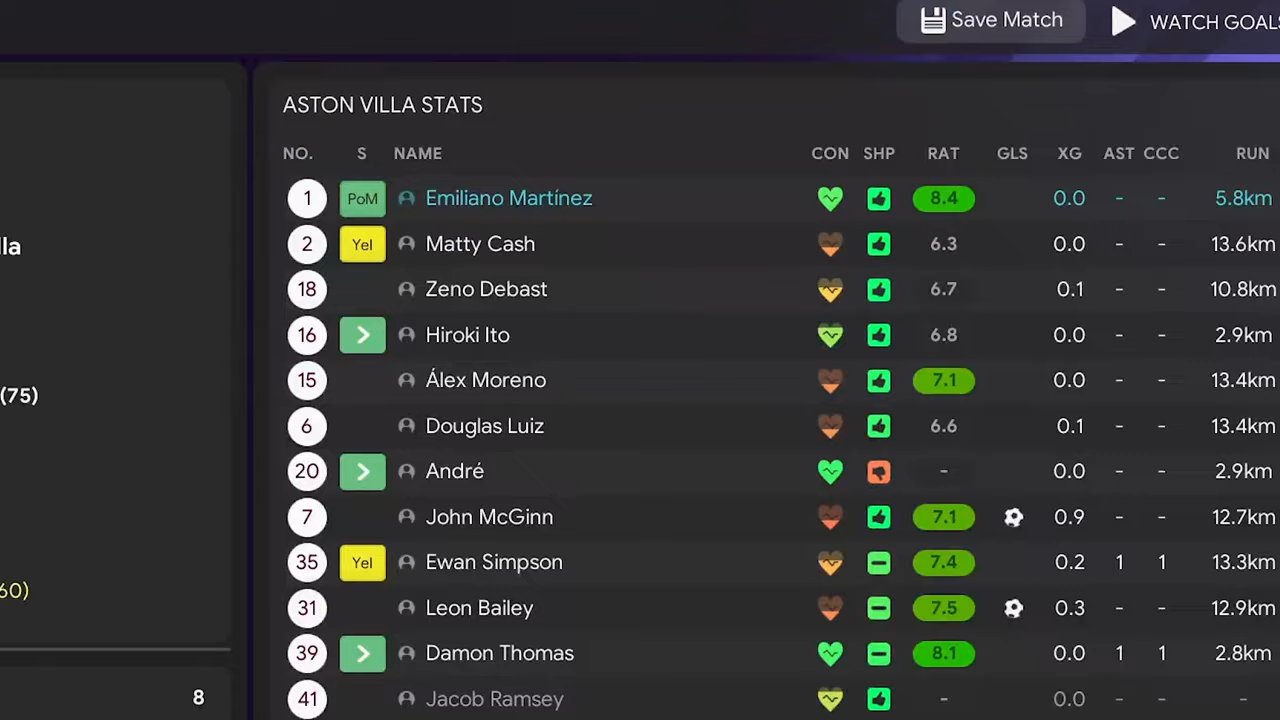 Save Match
WATCH GOALS
ASTON VILLA STATS
NO. S NAME CON SHP RAT GLS XG AST CCC RUN
1 PoM Emiliano Martínez 8.4 0.0 - - 5.8km
lla
2 Yel Matty Cash 6.3 0.0 - - 13.6km
18 Zeno Debast 6.7 0.1 - - 10.8km
16 Hiroki Ito 6.8 0.0 - - 2.9km
15 Álex Moreno 7.1 0.0 - - 13.4km
(75)
6 Douglas Luiz 6.6 0.1 - - 13.4km
20 André - 0.0 - - 2.9km
7 John McGinn 7.1 0.9 - - 12.7km
35 Yel Ewan Simpson 7.4 0.2 1 1 13.3km
60)
31 Leon Bailey 7.5 0.3 - - 12.9km
39 Damon Thomas 8.1 0.0 1 1 2.8km
8
41 Jacob Ramsey - 0.0 - - -